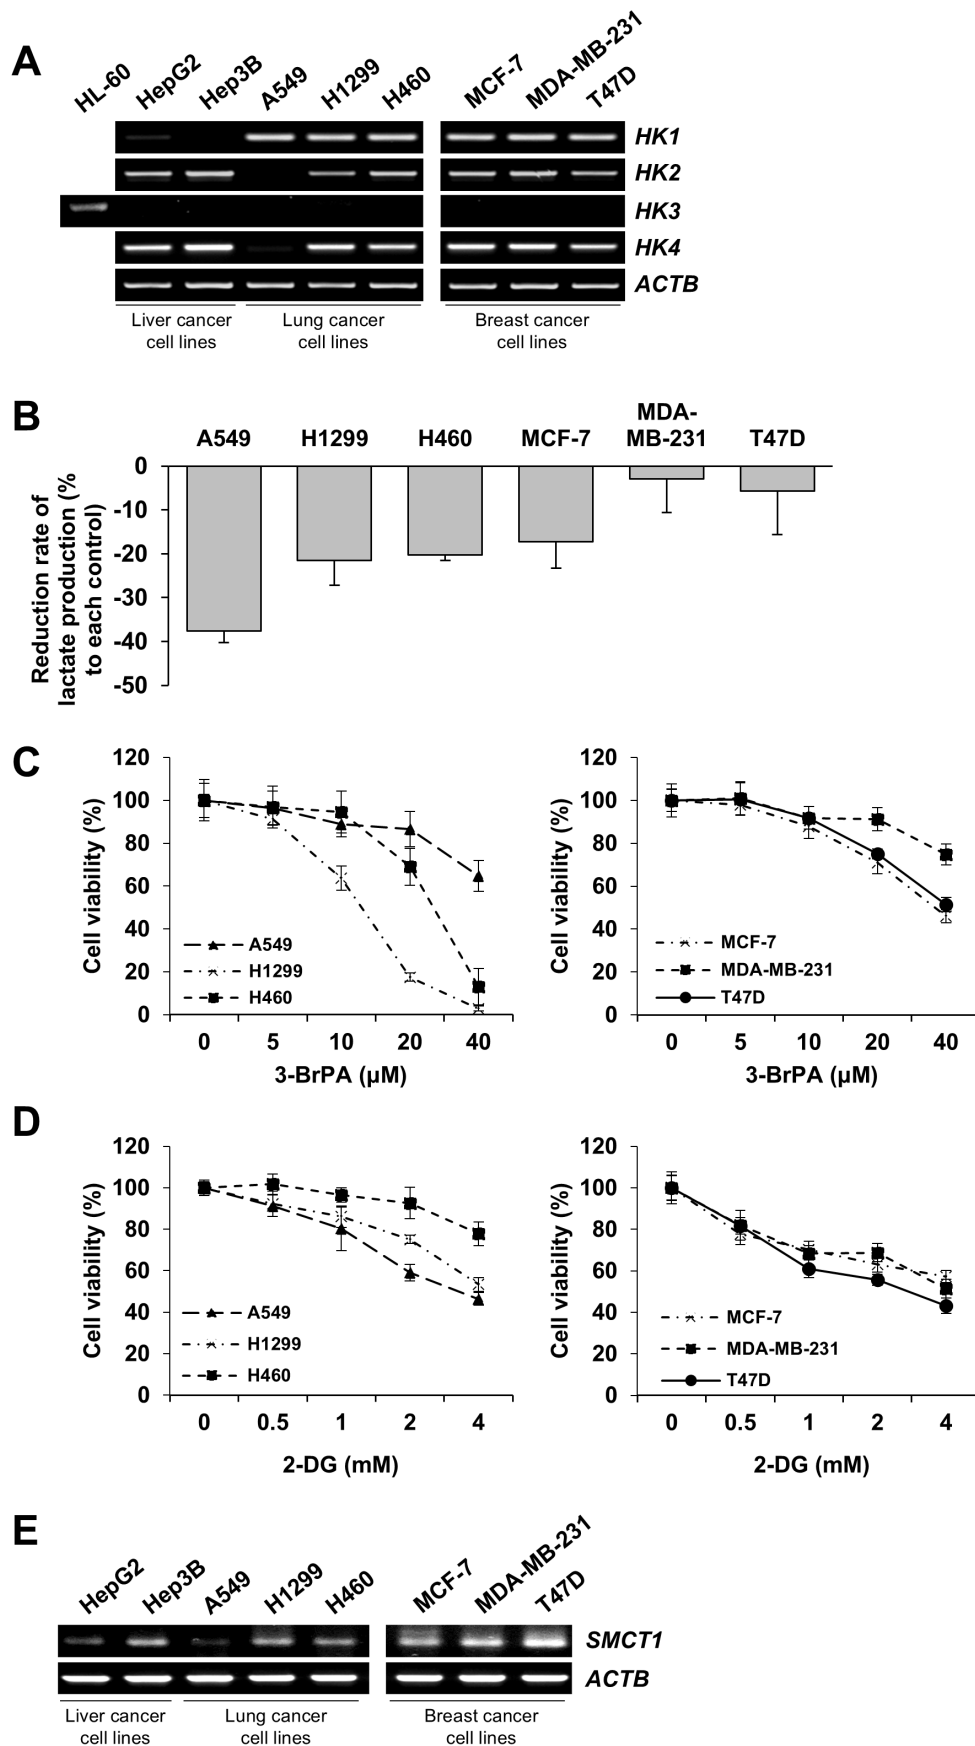 A
HL-60
HepG2
Hep3B
A549
H1299
H460
MCF-7
MDA-MB-231
T47D
HK1
HK2
HK3
HK4
ACTB
Liver cancer
cell lines
Lung cancer
cell lines
Breast cancer
cell lines
B
A549
H1299
H460
MCF-7
MDA-
MB-231
T47D
Reduction rate of
lactate production (%
to each control)
0
-10
-20
-30
-40
-50
C
Cell viability (%)
120
100
80
60
40
20
0
A549
H1299
H460
0 5 10 20 40
3-BrPA (µM)
Cell viability (%)
120
100
80
60
40
20
0
MCF-7
MDA-MB-231
T47D
0 5 10 20 40
3-BrPA (µM)
D
Cell viability (%)
120
100
80
60
40
20
0
A549
H1299
H460
0 0.5 1 2 4
2-DG (mM)
Cell viability (%)
120
100
80
60
40
20
0
MCF-7
MDA-MB-231
T47D
0 0.5 1 2 4
2-DG (mM)
E
HepG2
Hep3B
A549
H1299
H460
MCF-7
MDA-MB-231
T47D
SMCT1
ACTB
Liver cancer
cell lines
Lung cancer
cell lines
Breast cancer
cell lines